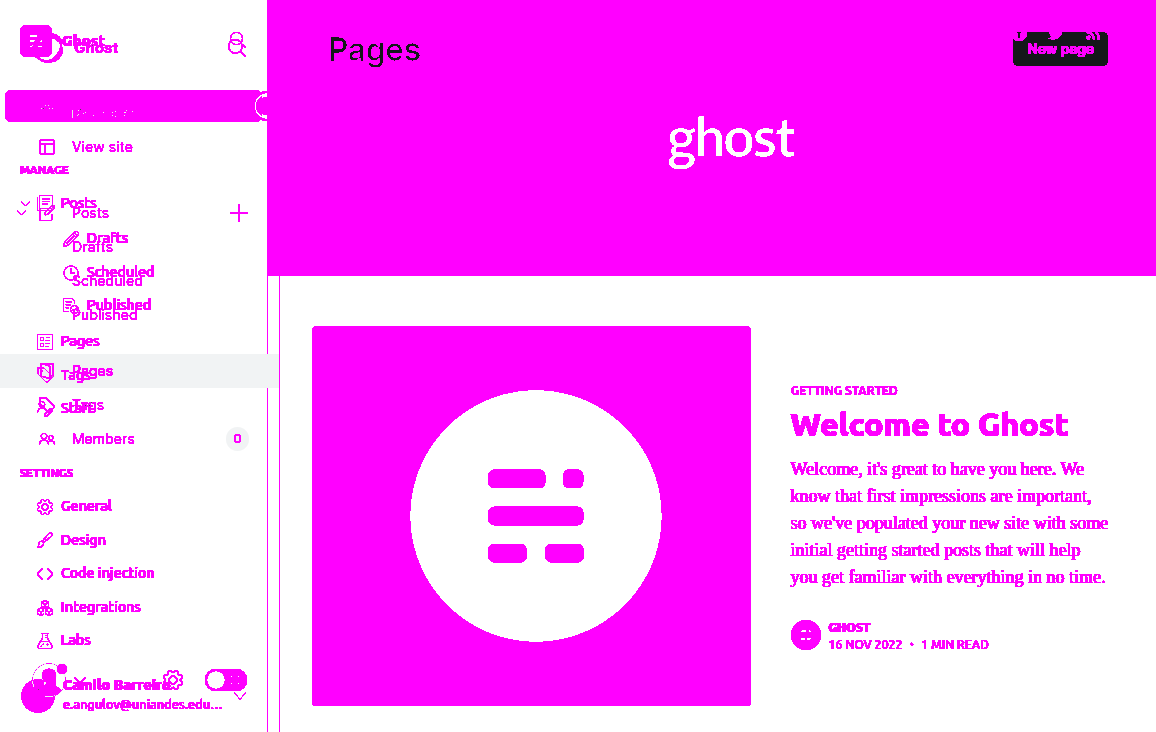 Ghost
Ghost
View site
MANAGE
Posts
Posts
Drafts
Drafts
Scheduled
Scheduled
Published
Published
Pages
Pages
Tags
Tags
Staff
Members
0
SETTINGS
General
Design
Code injection
Integrations
Labs
Camilo Barreiro
e.angulov@uniandes.edu...
Pages
New page
ghost
GETTING STARTED
Welcome to Ghost
Welcome, it's great to have you here. We
know that first impressions are important,
so we've populated your new site with some
initial getting started posts that will help
you get familiar with everything in no time.
GHOST
16 NOV 2022 • 1 MIN READ